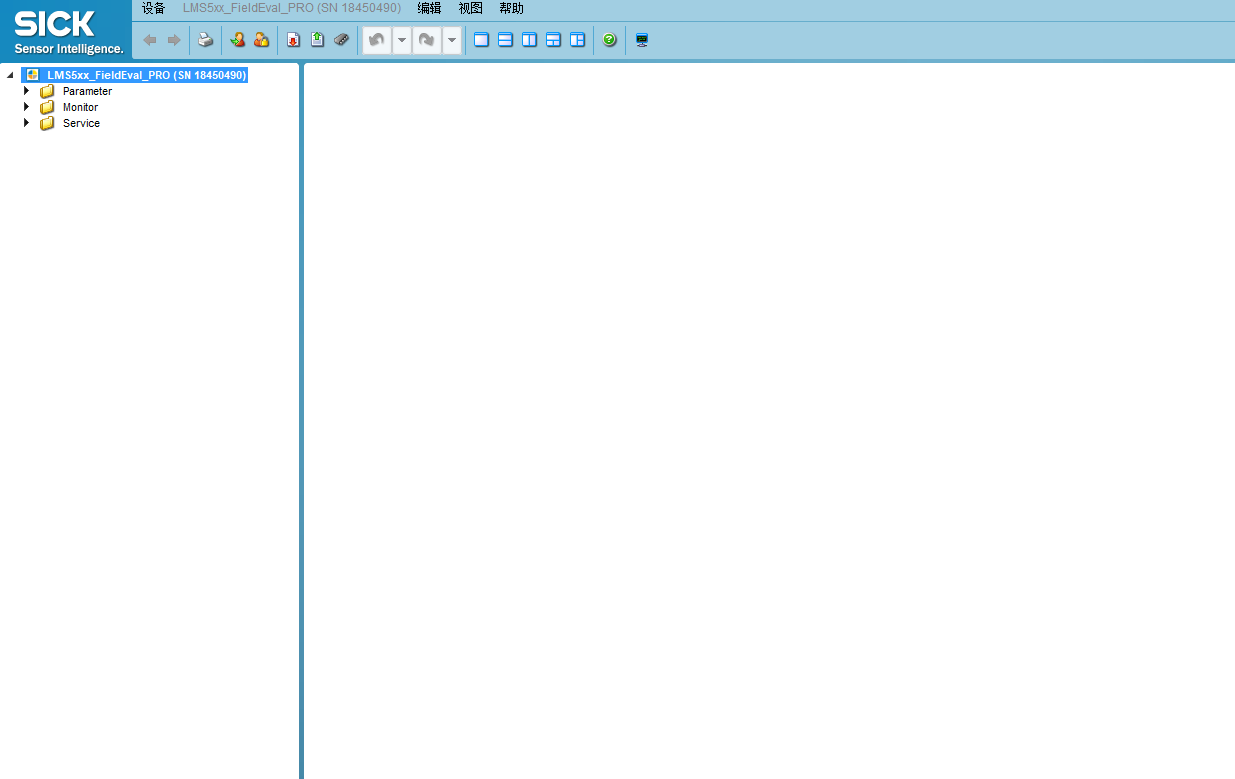 SICK
Sensor Intelligence.
设备 LMS5xx_FieldEval_PRO (SN 18450490) 编辑 视图 帮助
LMS5xx_FieldEval_PRO (SN 18450490)
Parameter
Monitor
Service